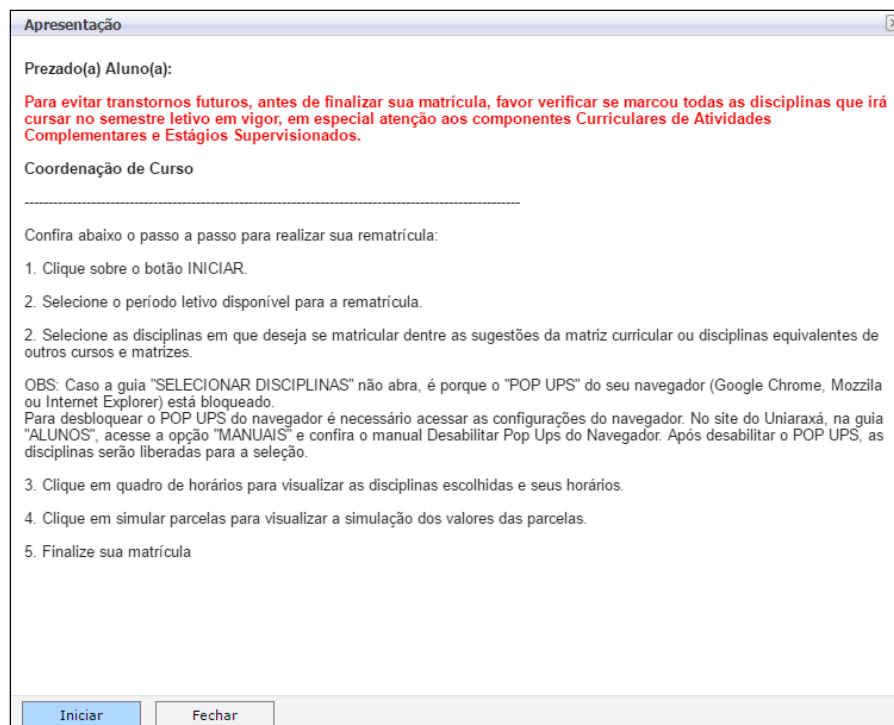 Apresentação
Prezado(a) Aluno(a):
Para evitar transtornos futuros, antes de finalizar sua matrícula, favor verificar se marcou todas as disciplinas que irá
cursar no semestre letivo em vigor, em especial atenção aos componentes Curriculares de Atividades
Complementares e Estágios Supervisionados.
Coordenação de Curso
--------------------------------------------------------------------------------------------------------
Confira abaixo o passo a passo para realizar sua rematrícula:
1. Clique sobre o botão INICIAR.
2. Selecione o período letivo disponível para a rematrícula.
2. Selecione as disciplinas em que deseja se matricular dentre as sugestões da matriz curricular ou disciplinas equivalentes de
outros cursos e matrizes.
OBS: Caso a guia "SELECIONAR DISCIPLINAS" não abra, é porque o "POP UPS" do seu navegador (Google Chrome, Mozzila
ou Internet Explorer) está bloqueado.
Para desbloquear o POP UPS do navegador é necessário acessar as configurações do navegador. No site do Uniaraxá, na guia
"ALUNOS", acesse a opção "MANUAIS" e confira o manual Desabilitar Pop Ups do Navegador. Após desabilitar o POP UPS, as
disciplinas serão liberadas para a seleção.
3. Clique em quadro de horários para visualizar as disciplinas escolhidas e seus horários.
4. Clique em simular parcelas para visualizar a simulação dos valores das parcelas.
5. Finalize sua matrícula
Iniciar
Fechar